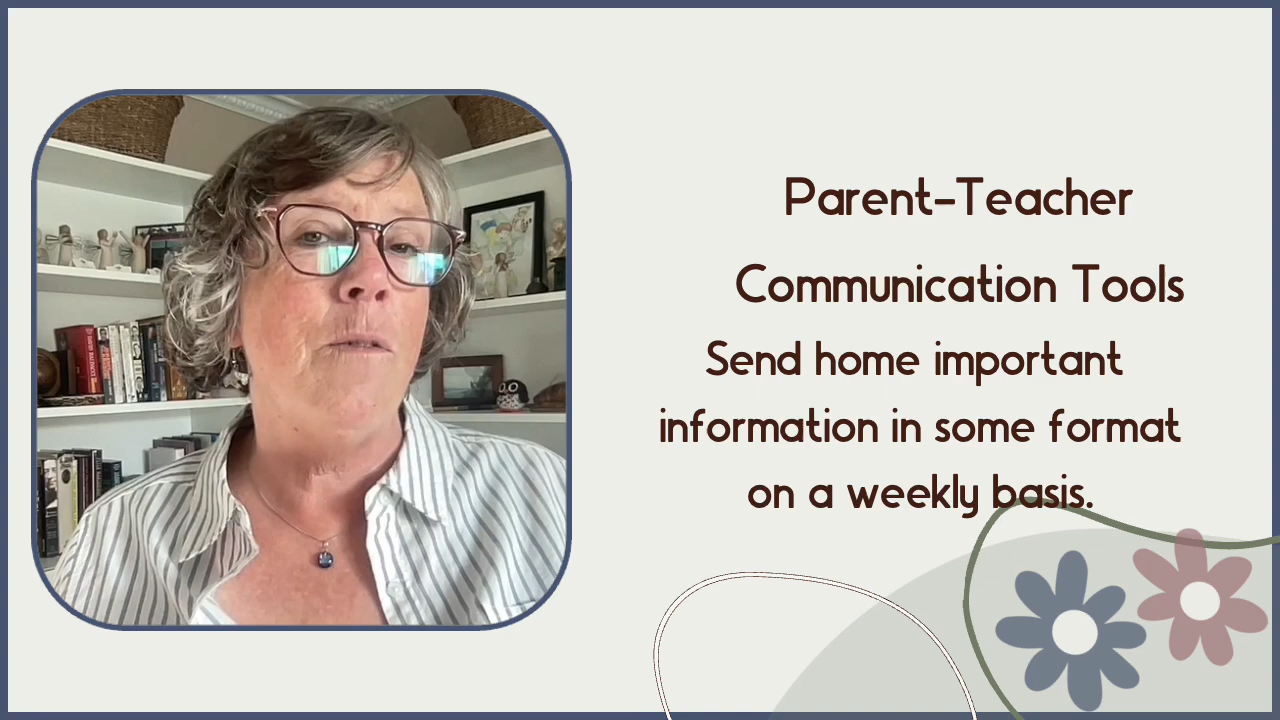 Parent-Teacher
Communication Tools
Send home important
information in some format
on a weekly basis.